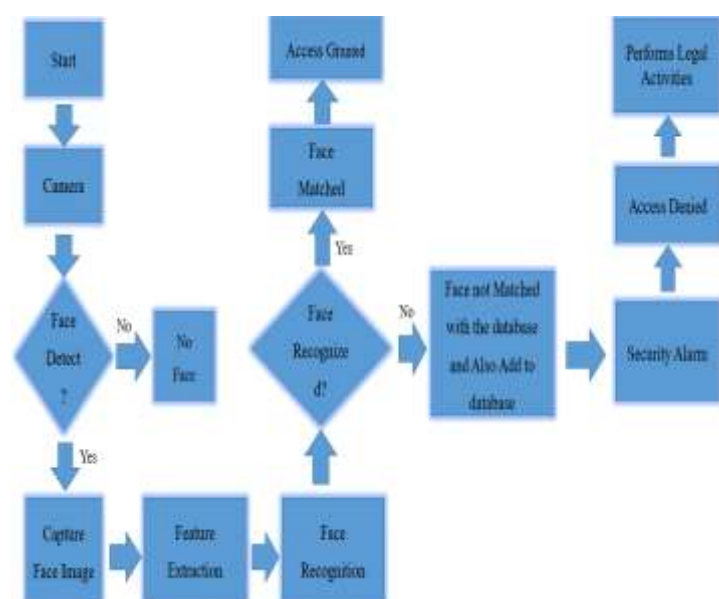 Start
Camera
Face
Detect
?
No
No
Face
Yes
Capture
Face Image
Feature
Extraction
Face
Recognition
Face
Recognize
d?
Yes
Face
Matched
Access Granted
No
Face not Matched
with the database
and Also Add to
database
Security Alarm
Access Denied
Performs Legal
Activities